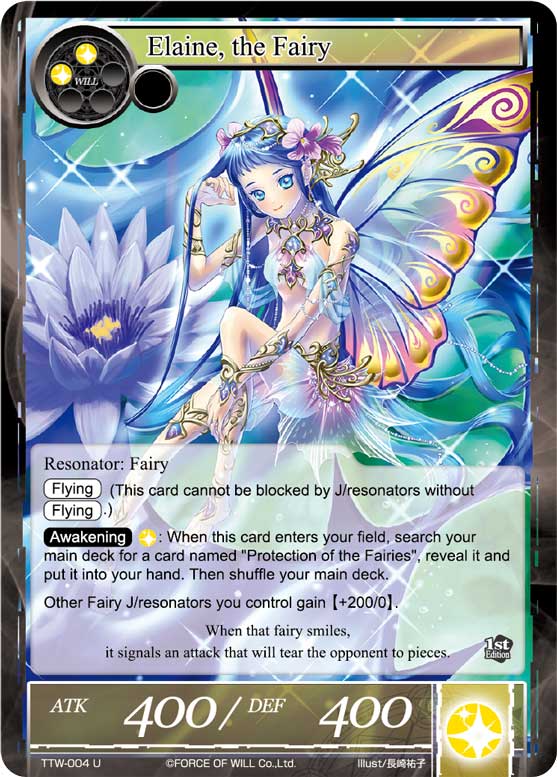 Elaine, the Fairy
WILL
Resonator: Fairy
Flying (This card cannot be blocked by J/resonators without
Flying .)
Awakening : When this card enters your field, search your
main deck for a card named "Protection of the Fairies", reveal it and
put it into your hand. Then shuffle your main deck.
Other Fairy J/resonators you control gain 【+200/0】.
When that fairy smiles,
it signals an attack that will tear the opponent to pieces.
1st
Edition
ATK 400 / DEF 400
TTW-004 U ©FORCE OF WILL Co.,Ltd. Illust/長崎祐子